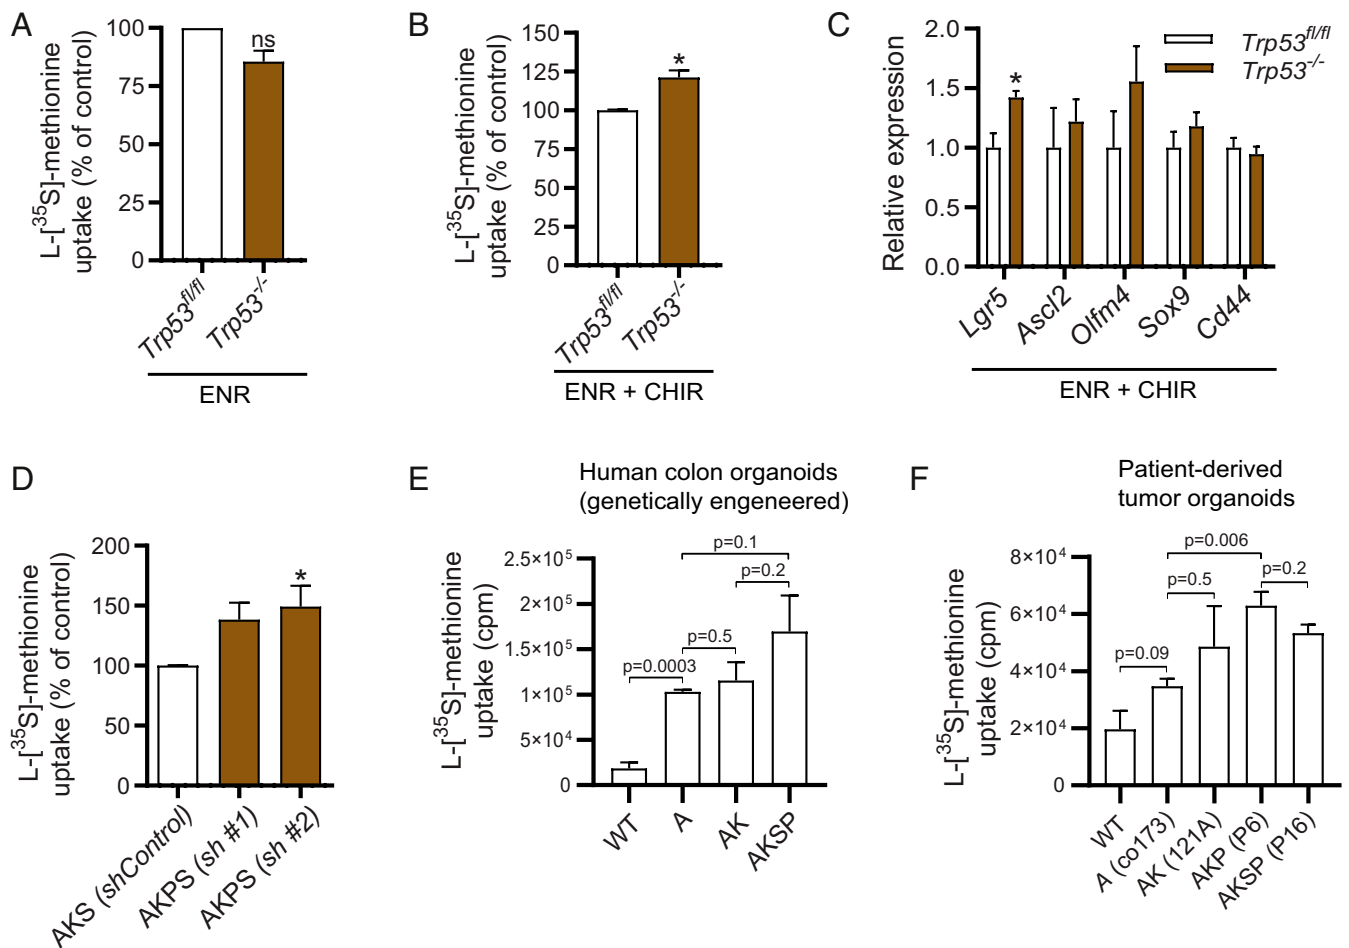 A
L-[³⁵S]-methionine
uptake (% of control)
100
75
50
25
0
ns
Trp53fl/fl
Trp53-/-
ENR
B
L-[³⁵S]-methionine
uptake (% of control)
150
125
100
75
50
25
0
*
Trp53fl/fl
Trp53-/-
ENR + CHIR
C
Relative expression
2.0
1.5
1.0
0.5
0.0
*
Trp53fl/fl
Trp53-/-
Lgr5
Ascl2
Olfm4
Sox9
Cd44
ENR + CHIR
D
L-[³⁵S]-methionine
uptake (% of control)
200
150
100
50
0
*
AKS (shControl)
AKPS (sh #1)
AKPS (sh #2)
E
Human colon organoids
(genetically engeneered)
L-[³⁵S]-methionine
uptake (cpm)
2.5×10⁵
2×10⁵
1.5×10⁵
1×10⁵
5×10⁴
0
p=0.1
p=0.2
p=0.5
p=0.0003
WT
A
AK
AKSP
F
Patient-derived
tumor organoids
L-[³⁵S]-methionine
uptake (cpm)
8×10⁴
6×10⁴
4×10⁴
2×10⁴
0
p=0.006
p=0.5
p=0.2
p=0.09
WT
A (co173)
AK (121A)
AKP (P6)
AKSP (P16)